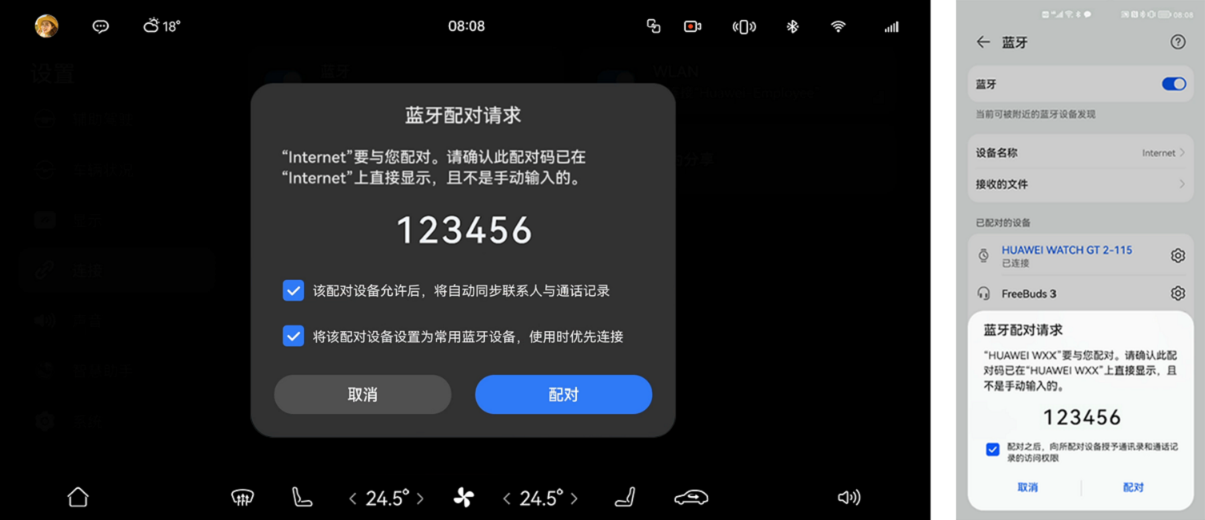 18°
08:08
设置
蓝牙
WLAN
蓝牙配对请求
“Internet”要与您配对。请确认此配对码已在
“Internet”上直接显示，且不是手动输入的。
123456
该配对设备允许后，将自动同步联系人与通话记录
将该配对设备设置为常用蓝牙设备，使用时优先连接
取消
配对
连接
24.5°
24.5°
08:08
蓝牙
蓝牙
当前可被附近的蓝牙设备发现
设备名称
Internet
接收的文件
已配对的设备
HUAWEI WATCH GT 2-115
已连接
FreeBuds 3
蓝牙配对请求
“HUAWEI WXX”要与您配对。请确认此配
对码已在“HUAWEI WXX”上直接显示，且
不是手动输入的。
123456
配对之后，向所配对设备授予通讯录和通话记
录的访问权限
取消
配对